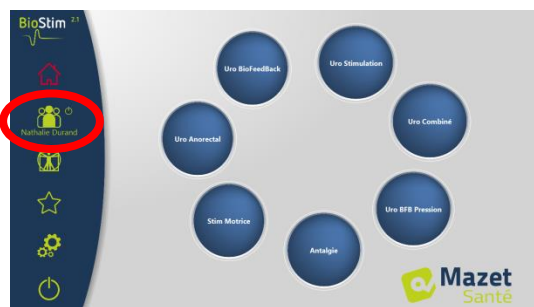 BioStim 2.1
Nathalie Durand
Uro BioFeedBack
Uro Stimulation
Uro Combiné
Uro Anorectal
Uro BFB Pression
Stim Motrice
Antalgie
@ Mazet
Santé